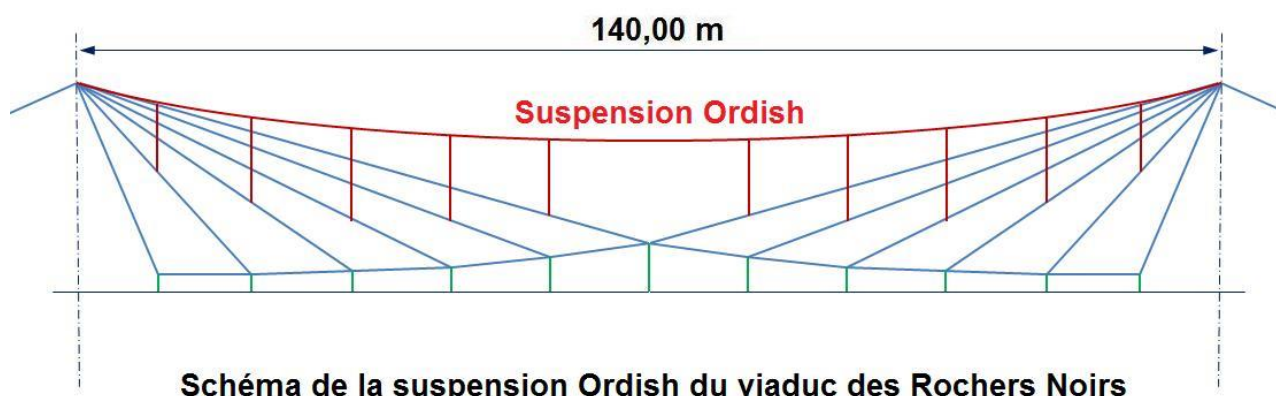 140,00 m
Suspension Ordish
Schéma de la suspension Ordish du viaduc des Rochers Noirs